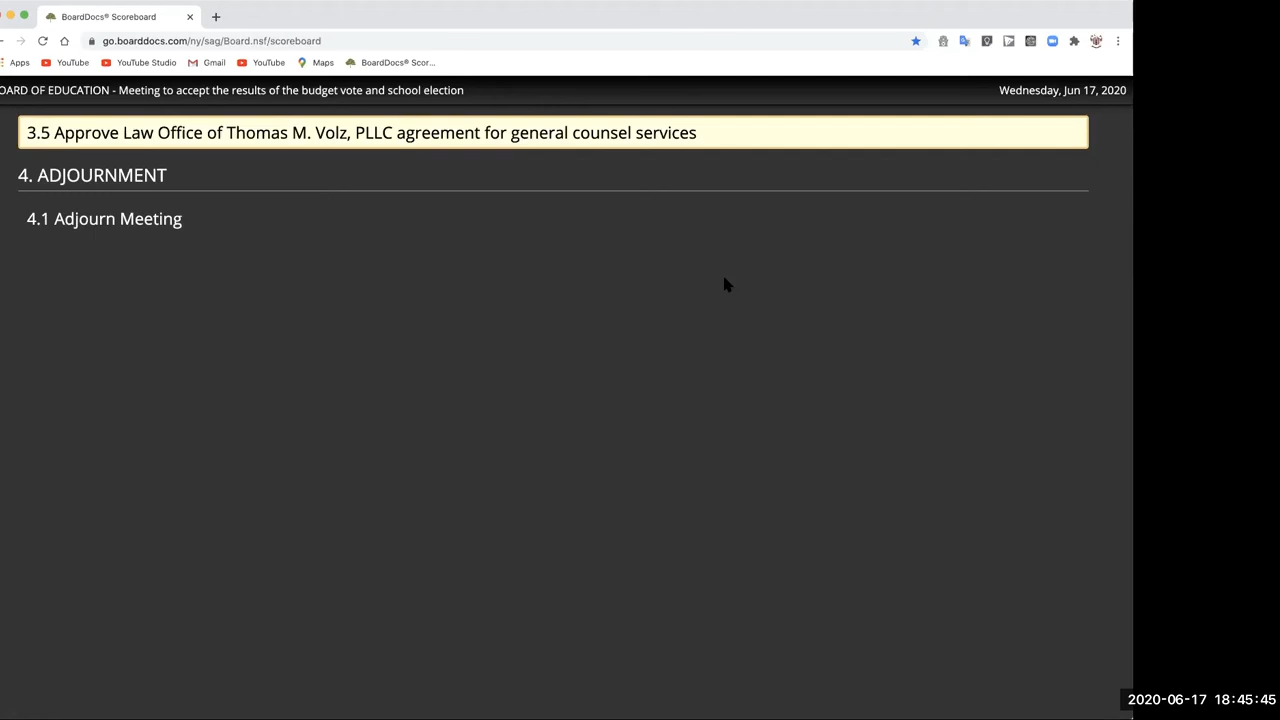 BoardDocs® Scoreboard
go.boarddocs.com/ny/sag/Board.nsf/scoreboard
Apps YouTube YouTube Studio Gmail YouTube Maps BoardDocs® Scor...
OARD OF EDUCATION - Meeting to accept the results of the budget vote and school election Wednesday, Jun 17, 2020
3.5 Approve Law Office of Thomas M. Volz, PLLC agreement for general counsel services
4. ADJOURNMENT
4.1 Adjourn Meeting
2020-06-17 18:45:45